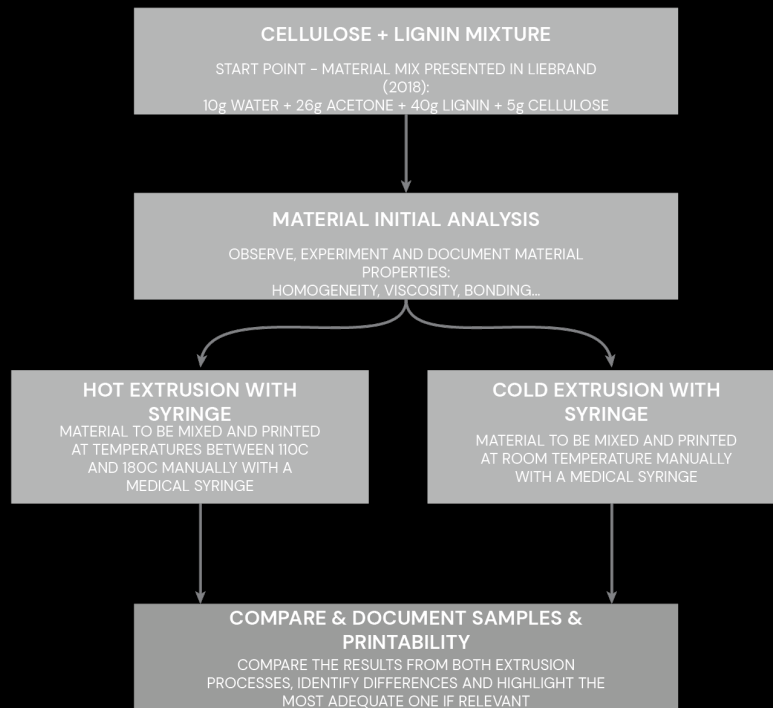 CELLULOSE + LIGNIN MIXTURE
START POINT - MATERIAL MIX PRESENTED IN LIEBRAND
(2018):
10g WATER + 26g ACETONE + 40g LIGNIN + 5g CELLULOSE
MATERIAL INITIAL ANALYSIS
OBSERVE, EXPERIMENT AND DOCUMENT MATERIAL
PROPERTIES:
HOMOGENEITY, VISCOSITY, BONDING...
HOT EXTRUSION WITH
SYRINGE
MATERIAL TO BE MIXED AND PRINTED
AT TEMPERATURES BETWEEN 110C
AND 180C MANUALLY WITH A
MEDICAL SYRINGE
COLD EXTRUSION WITH
SYRINGE
MATERIAL TO BE MIXED AND PRINTED
AT ROOM TEMPERATURE MANUALLY
WITH A MEDICAL SYRINGE
COMPARE & DOCUMENT SAMPLES &
PRINTABILITY
COMPARE THE RESULTS FROM BOTH EXTRUSION
PROCESSES, IDENTIFY DIFFERENCES AND HIGHLIGHT THE
MOST ADEQUATE ONE IF RELEVANT